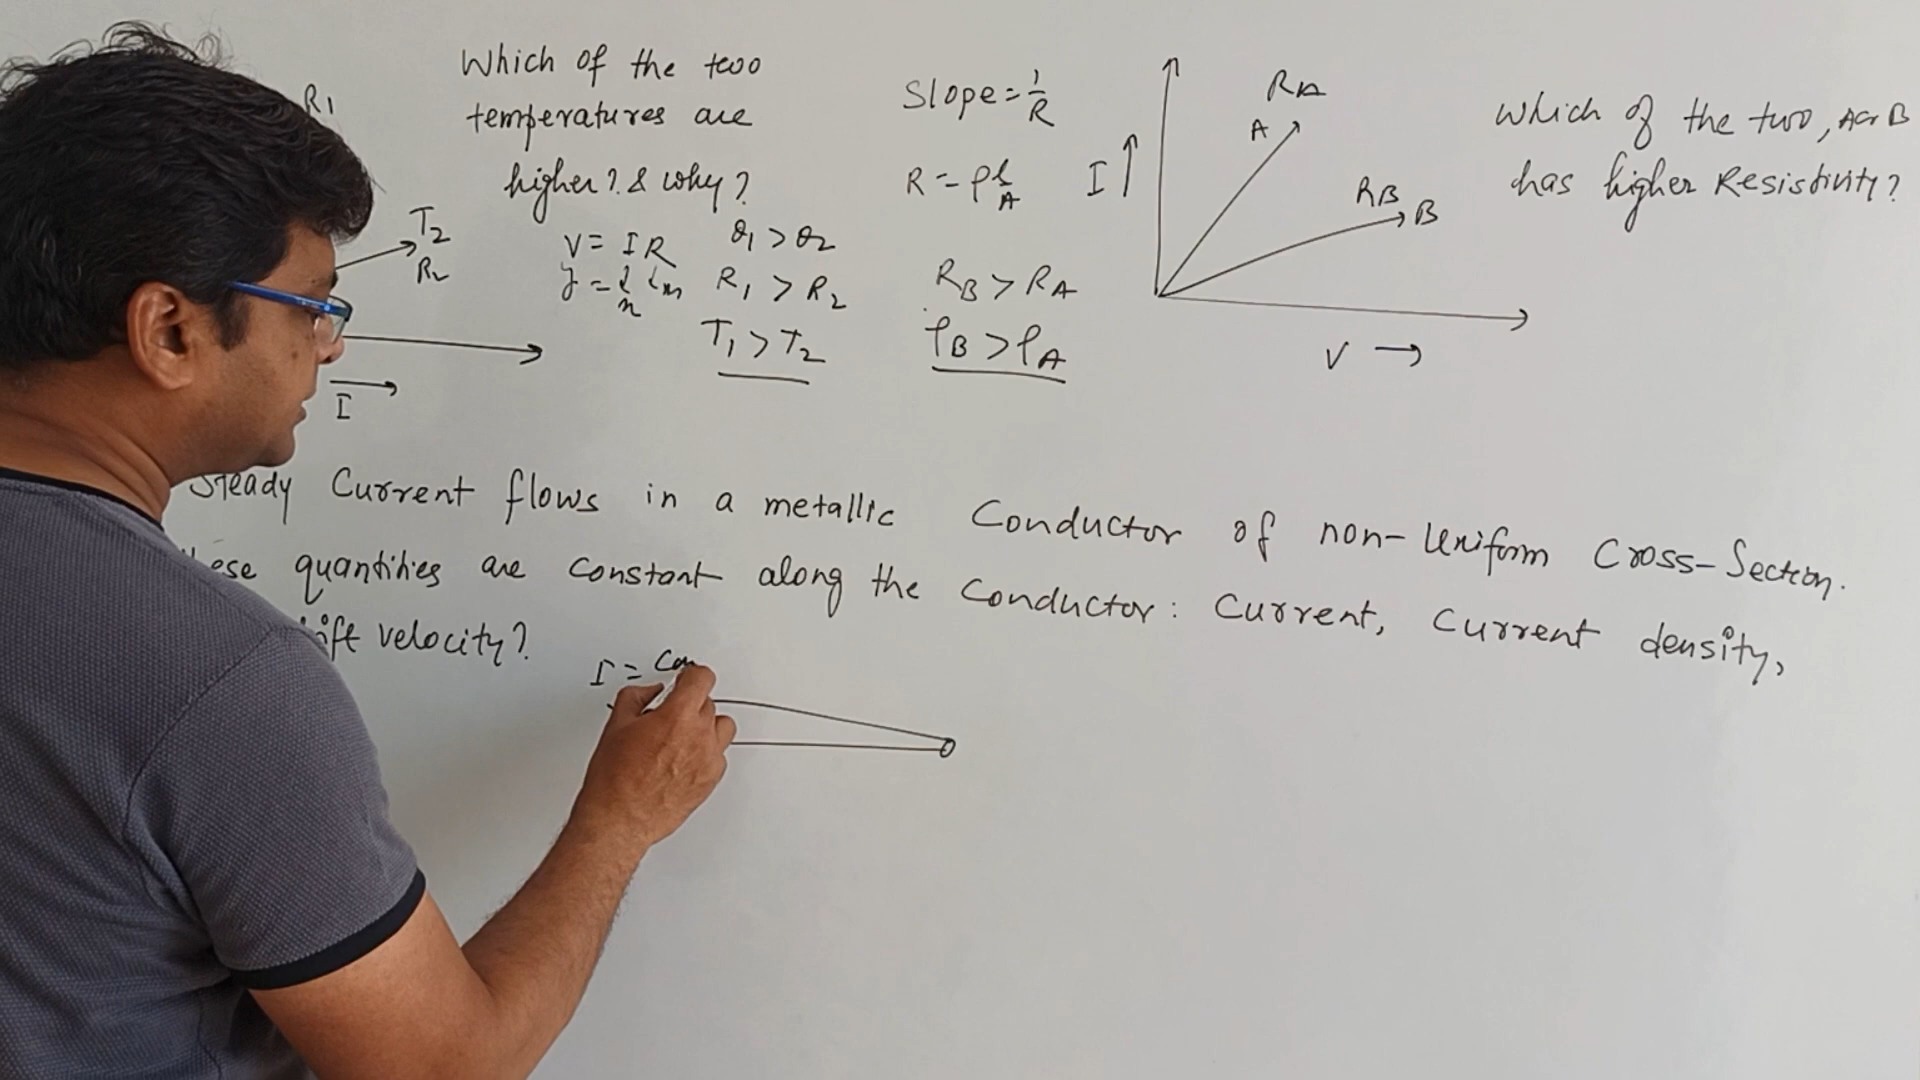 R1
Which of the two
temperatures are
higher? & why?
T2
R2
I
V = IR
y = m
θ1 > θ2
R1 > R2
T1 > T2
Slope = 1/R
R = ρ l/A
RB > RA
ρB > ρA
I
RA
A
RB
B
V
Which of the two, A or B
has higher Resistivity?
Steady Current flows in a metallic Conductor of non-uniform Cross-Section.
quantities are constant along the Conductor: Current, Current density,
velocity?
I =